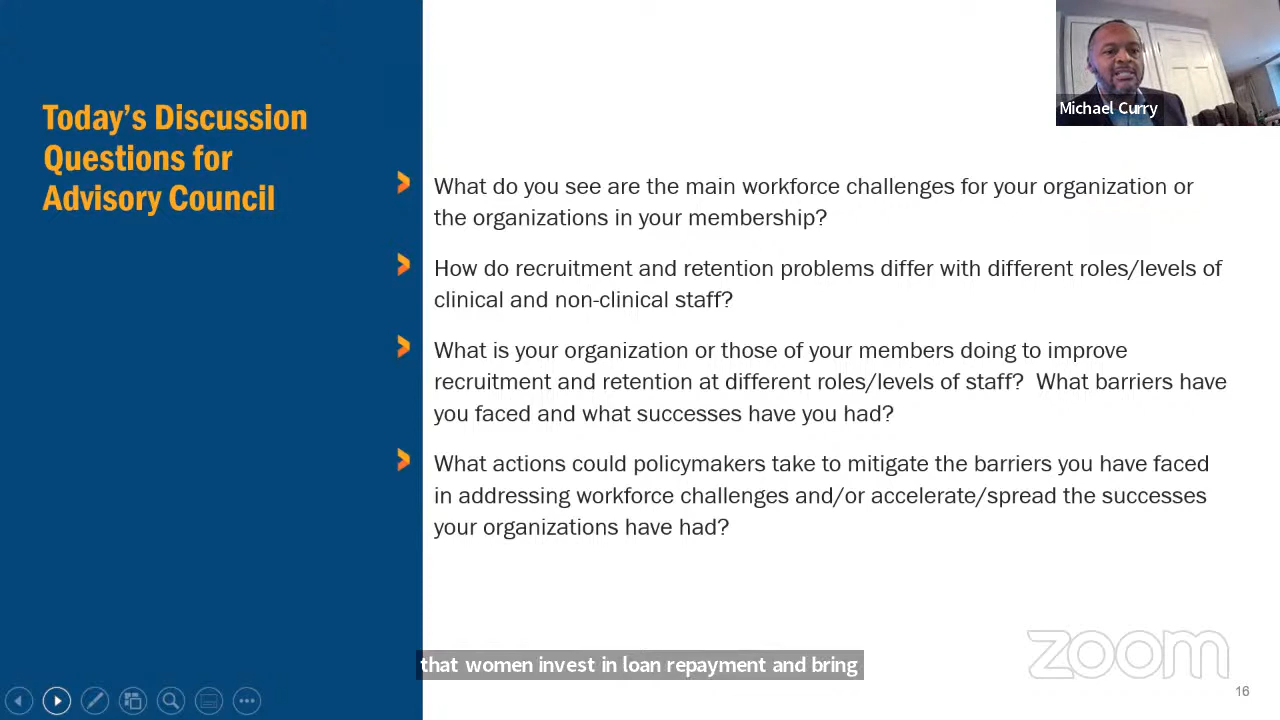 Today's Discussion
Questions for
Advisory Council
Michael Curry
What do you see are the main workforce challenges for your organization or
the organizations in your membership?
How do recruitment and retention problems differ with different roles/levels of
clinical and non-clinical staff?
What is your organization or those of your members doing to improve
recruitment and retention at different roles/levels of staff?  What barriers have
you faced and what successes have you had?
What actions could policymakers take to mitigate the barriers you have faced
in addressing workforce challenges and/or accelerate/spread the successes
your organizations have had?
that women invest in loan repayment and bring
zoom
16